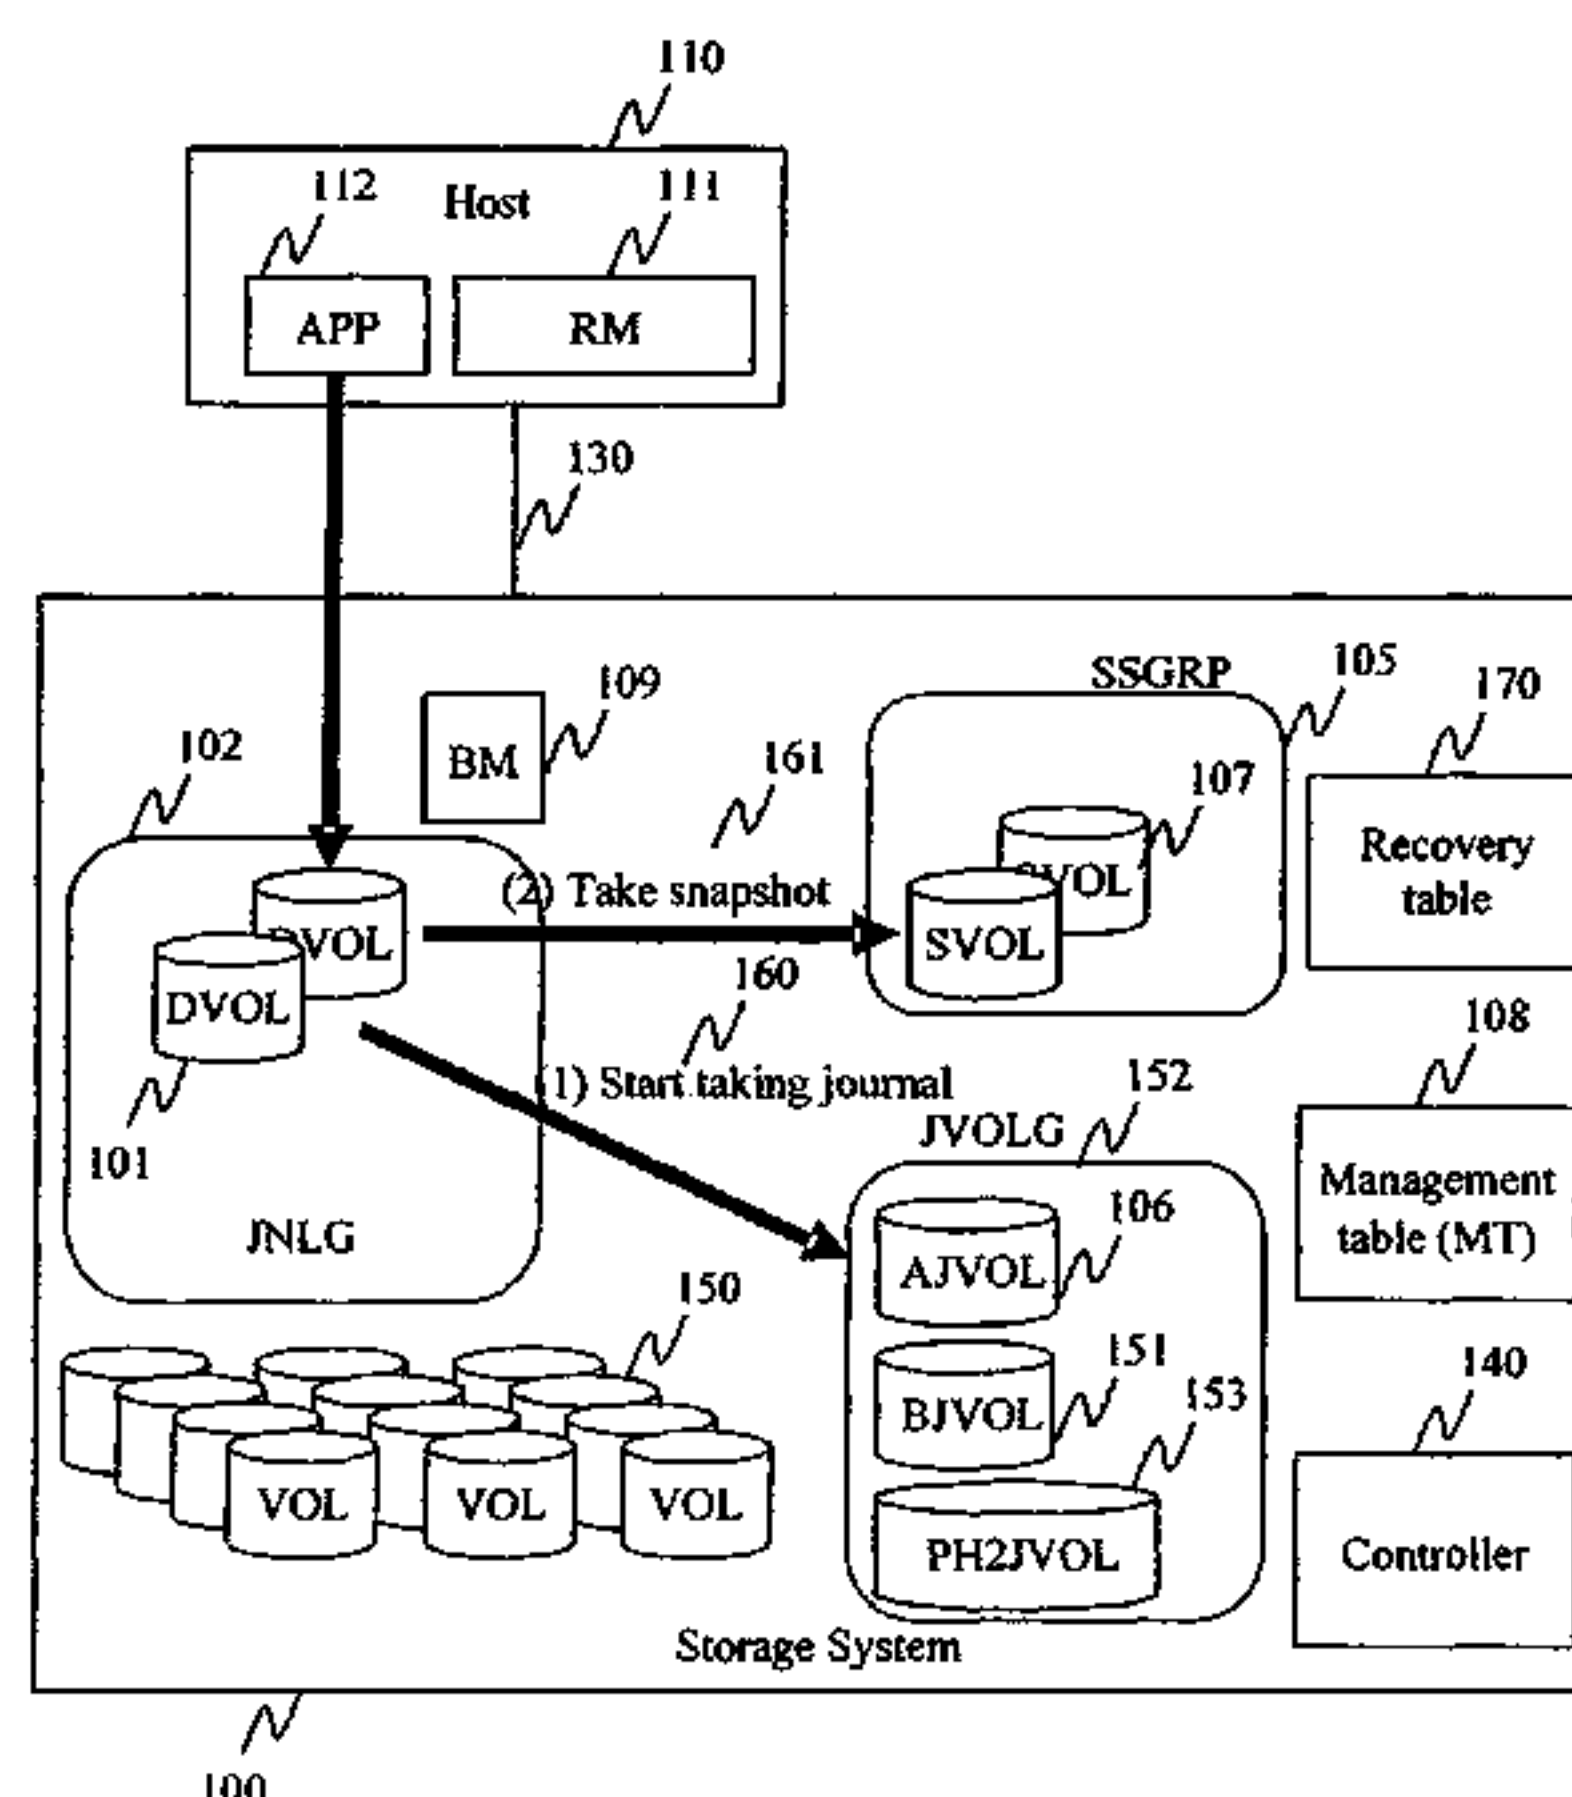 110
112
Host
111
APP
RM
130
SSGRP
105
109
170
102
BM
161
107
Recovery
table
(2) Take snapshot
SVOL
DVOL
SVOL
160
DVOL
108
(1) Start taking journal
152
JVOLG
101
Management
table (MT)
106
JNLG
AJVOL
150
151
140
153
BJVOL
VOL VOL VOL
PH2JVOL
Controller
Storage System
100